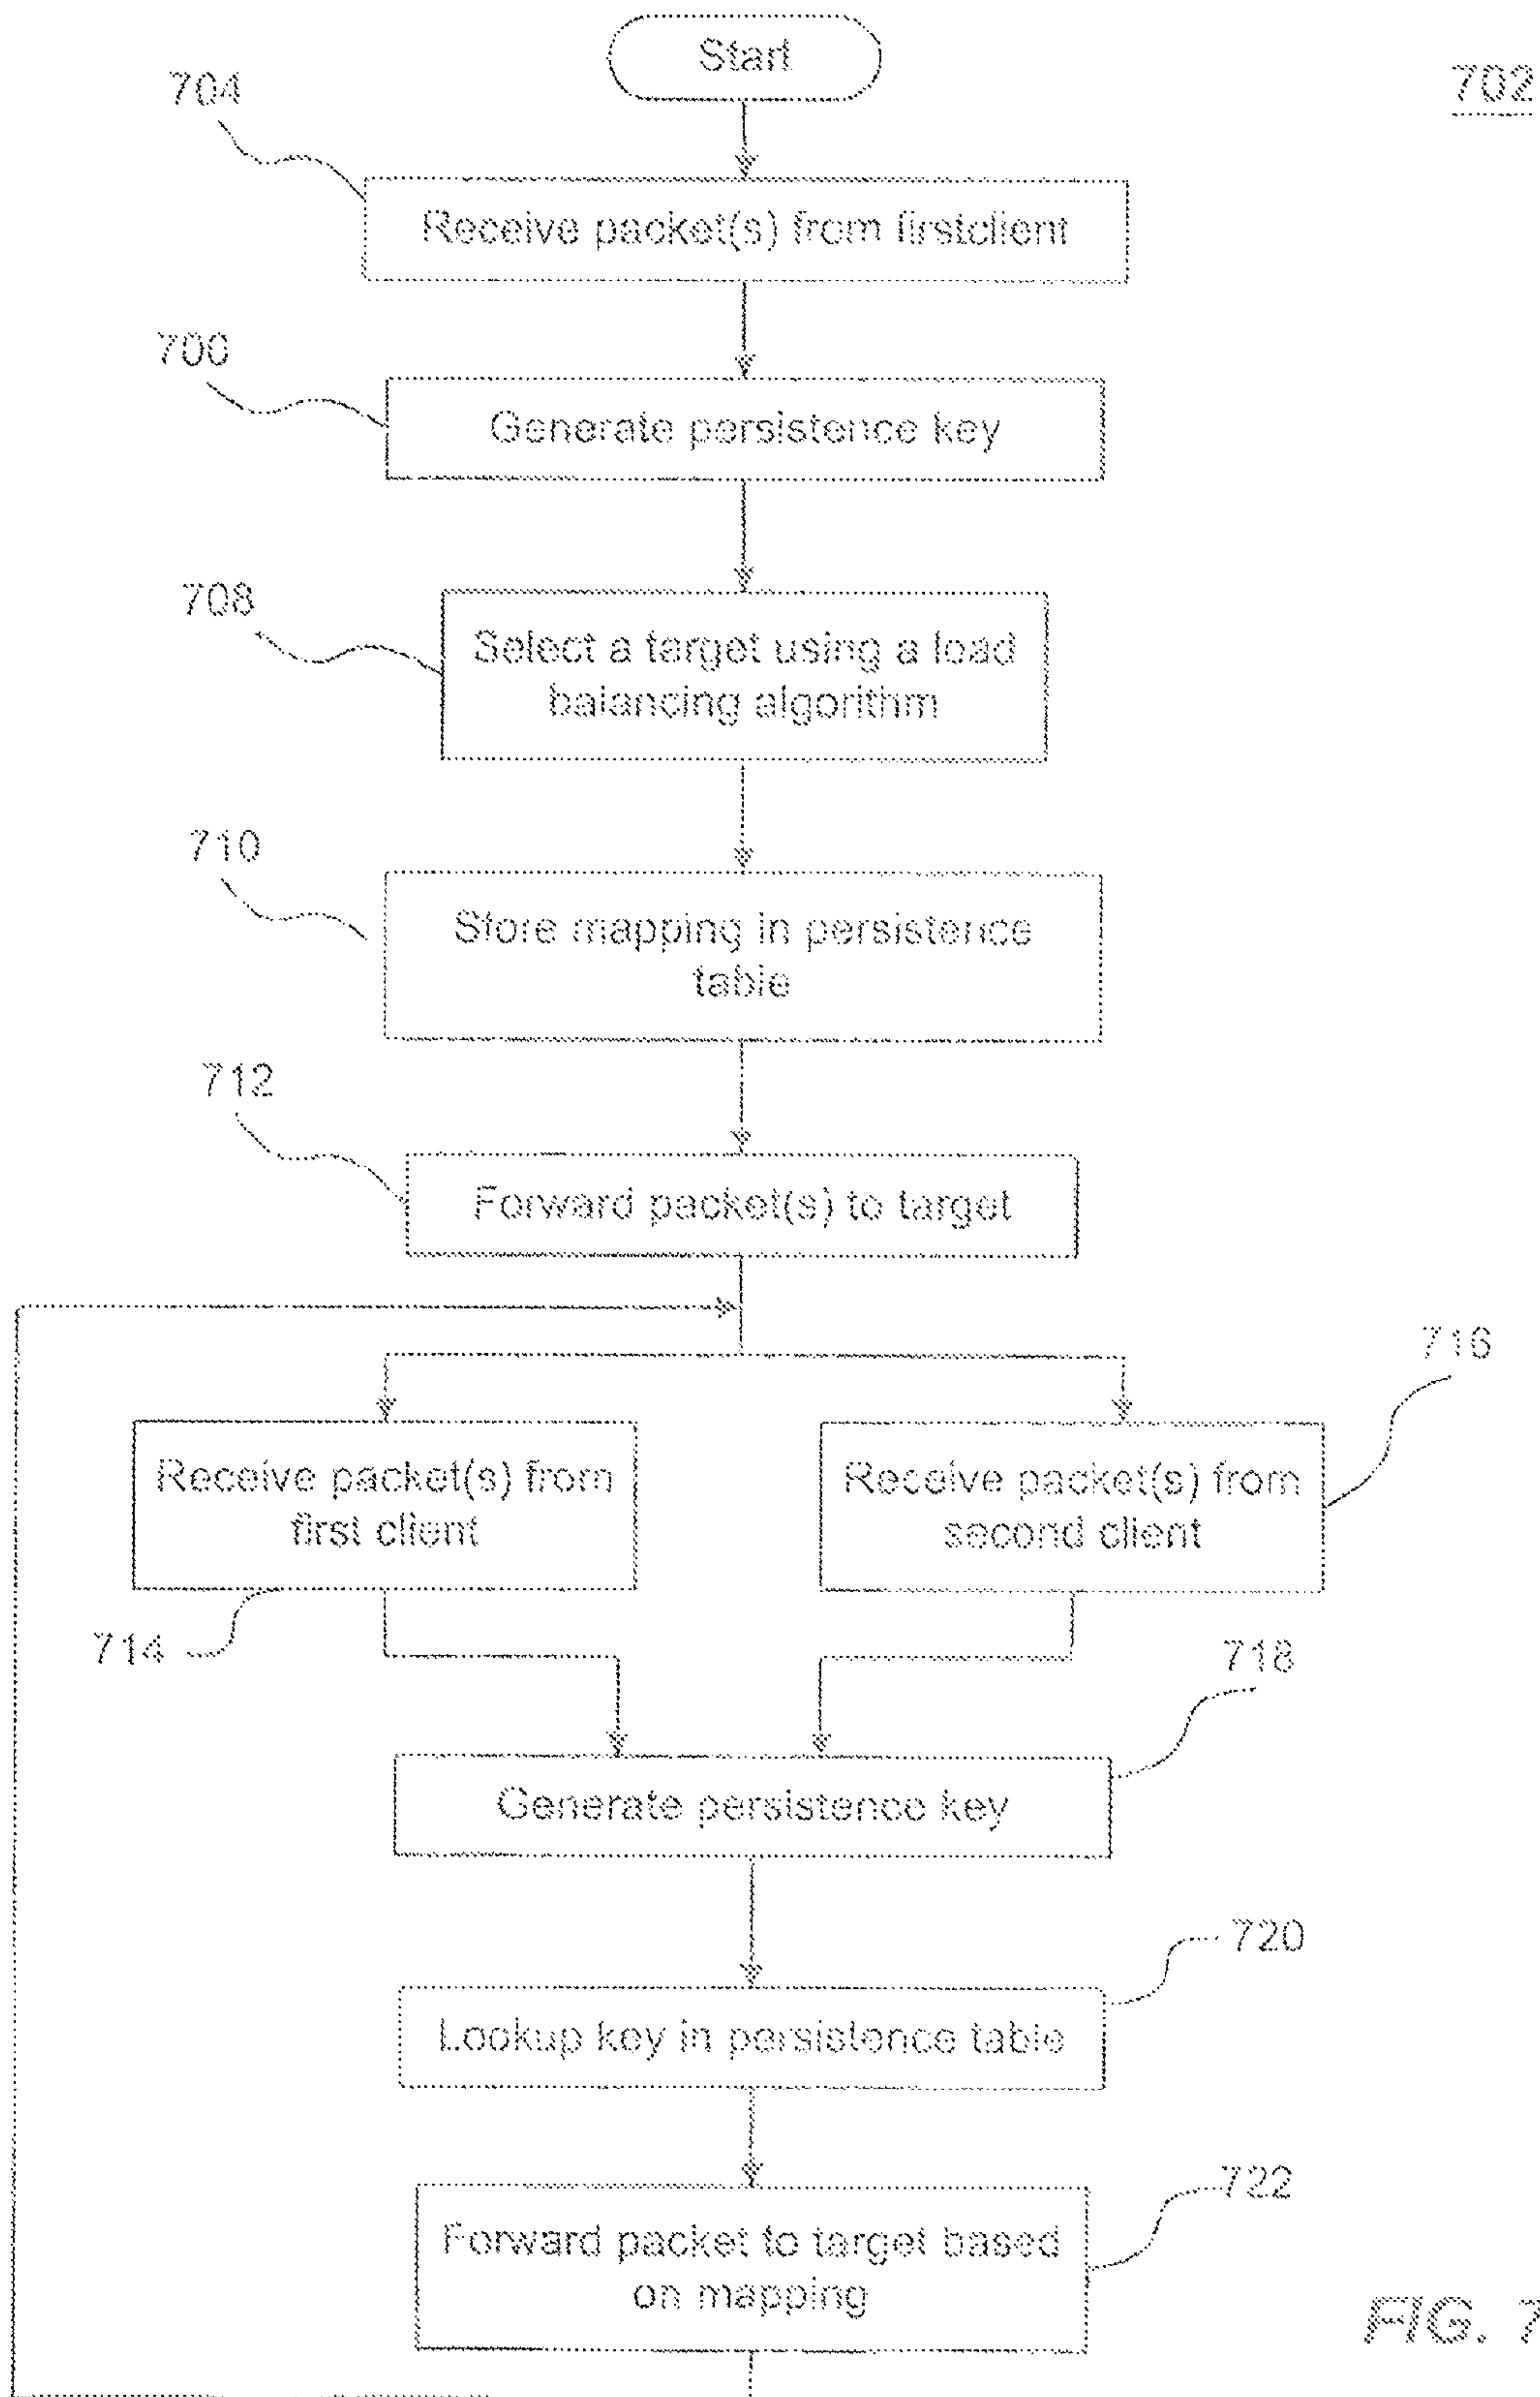 Start
702
704
Receive packet(s) from firstclient
700
Generate persistence key
708
Select a target using a load
balancing algorithm
710
Store mapping in persistence
table
712
Forward packet(s) to target
716
Receive packet(s) from
first client
Receive packet(s) from
second client
714
718
Generate persistence key
720
Lookup key in persistence table
722
Forward packet to target based
on mapping
FIG. 7